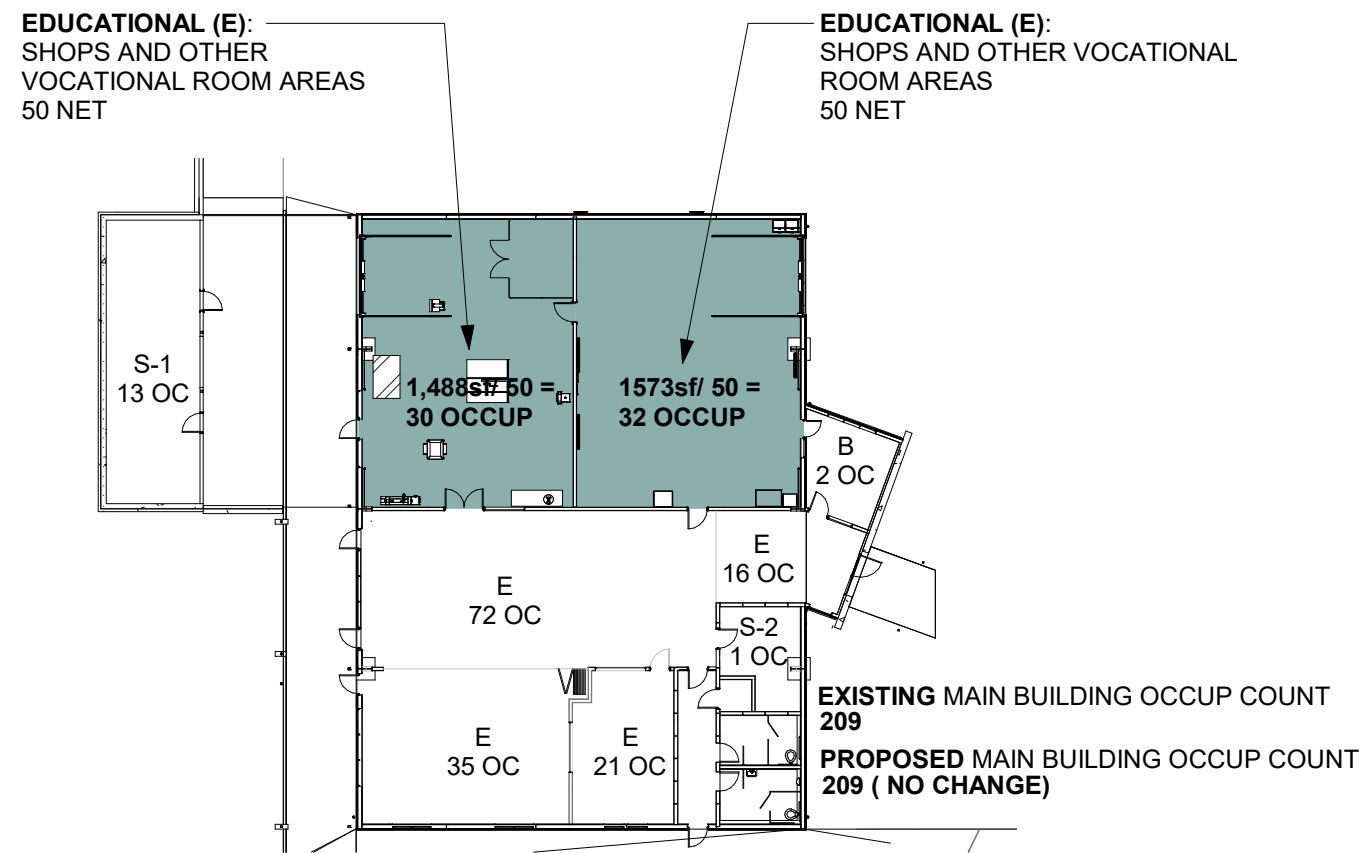 EDUCATIONAL (E):
SHOPS AND OTHER
VOCATIONAL ROOM AREAS
50 NET
EDUCATIONAL (E):
SHOPS AND OTHER VOCATIONAL
ROOM AREAS
50 NET
S-1
13 OC
1,488sf/ 50 =
30 OCCUP
1573sf/ 50 =
32 OCCUP
B
2 OC
E
72 OC
E
16 OC
S-2
1 OC
E
35 OC
E
21 OC
EXISTING MAIN BUILDING OCCUP COUNT
209
PROPOSED MAIN BUILDING OCCUP COUNT
209 ( NO CHANGE)